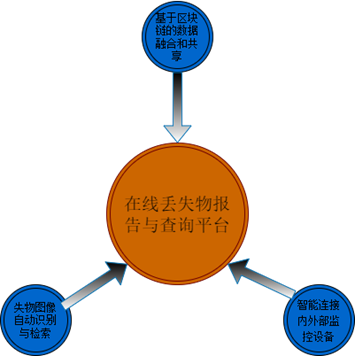 基于区块
链的数据
融合和共
享
在线丢失物报
告与查询平台
失物图像
自动识别
与检索
智能连接
内外部监
控设备